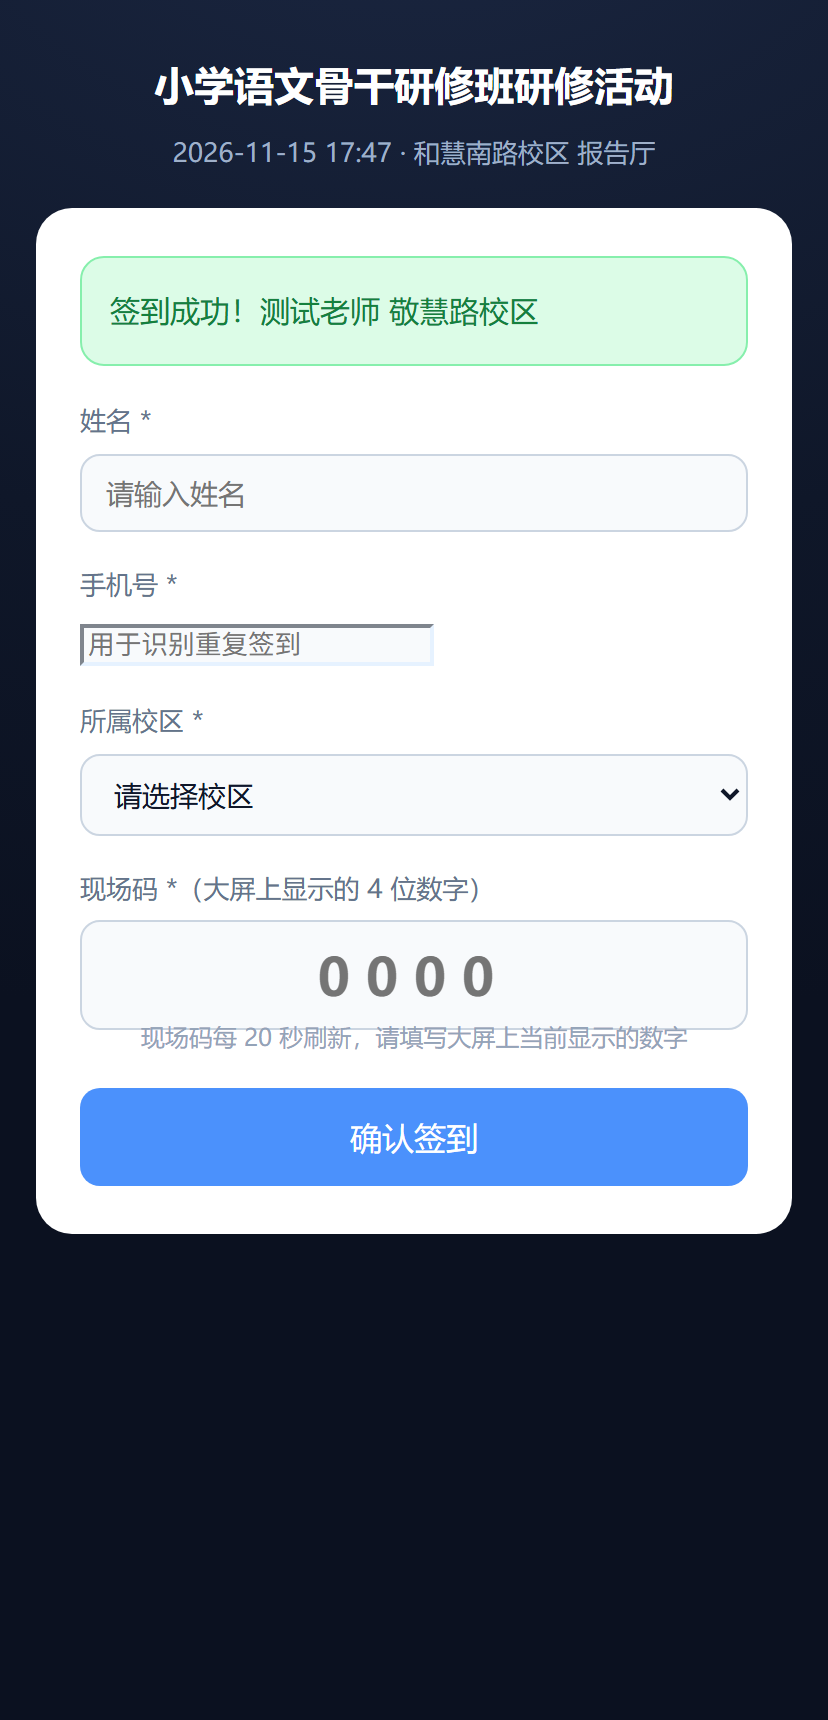 小学语文骨干研修班研修活动
2026-11-15 17:47 · 和慧南路校区 报告厅
签到成功！测试老师 敬慧路校区
姓名 *
请输入姓名
手机号 *
用于识别重复签到
所属校区 *
请选择校区
现场码 *（大屏上显示的 4 位数字）
0000
现场码每 20 秒刷新，请填写大屏上当前显示的数字
确认签到